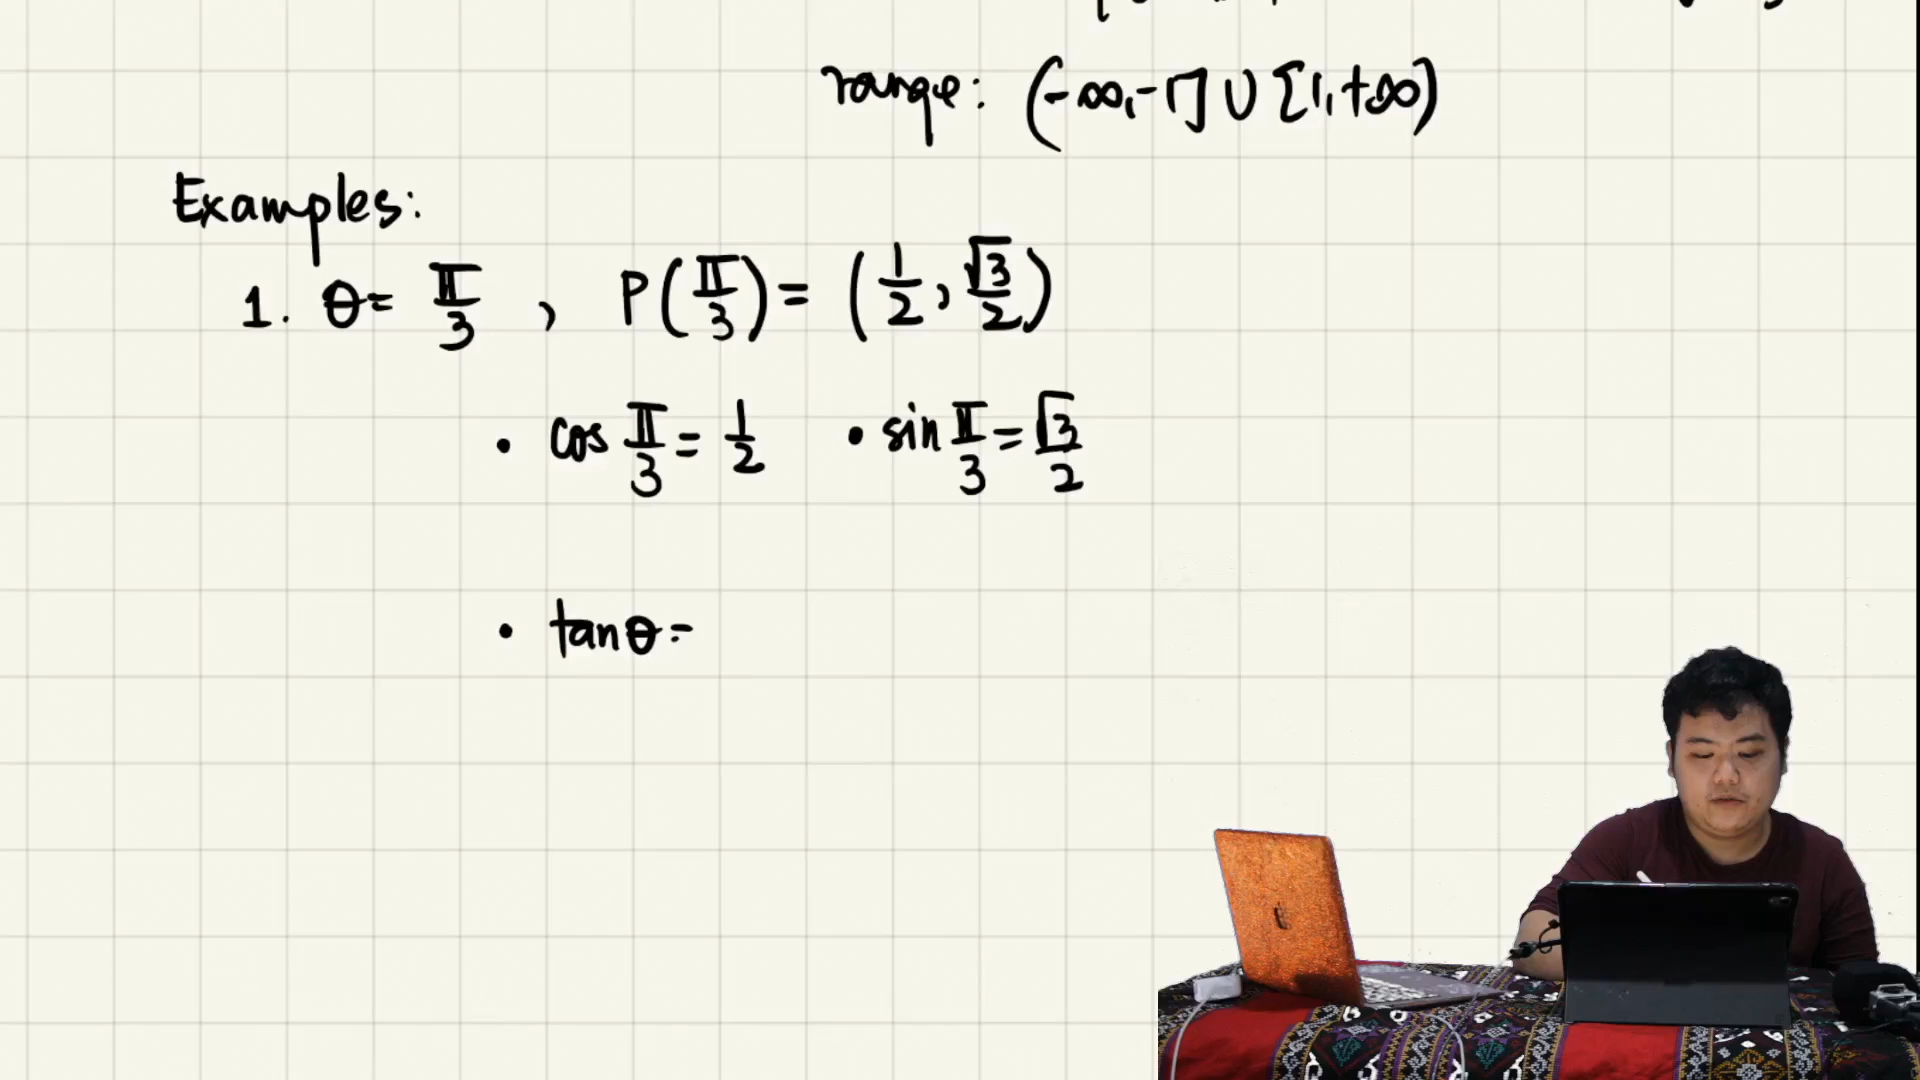 range: (-∞,-1] ∪ [1,+∞)
Examples:
1. θ= π/3 , P(π/3)= (1/2, √3/2)
• cos π/3 = 1/2 • sin π/3 = √3/2
• tanθ=